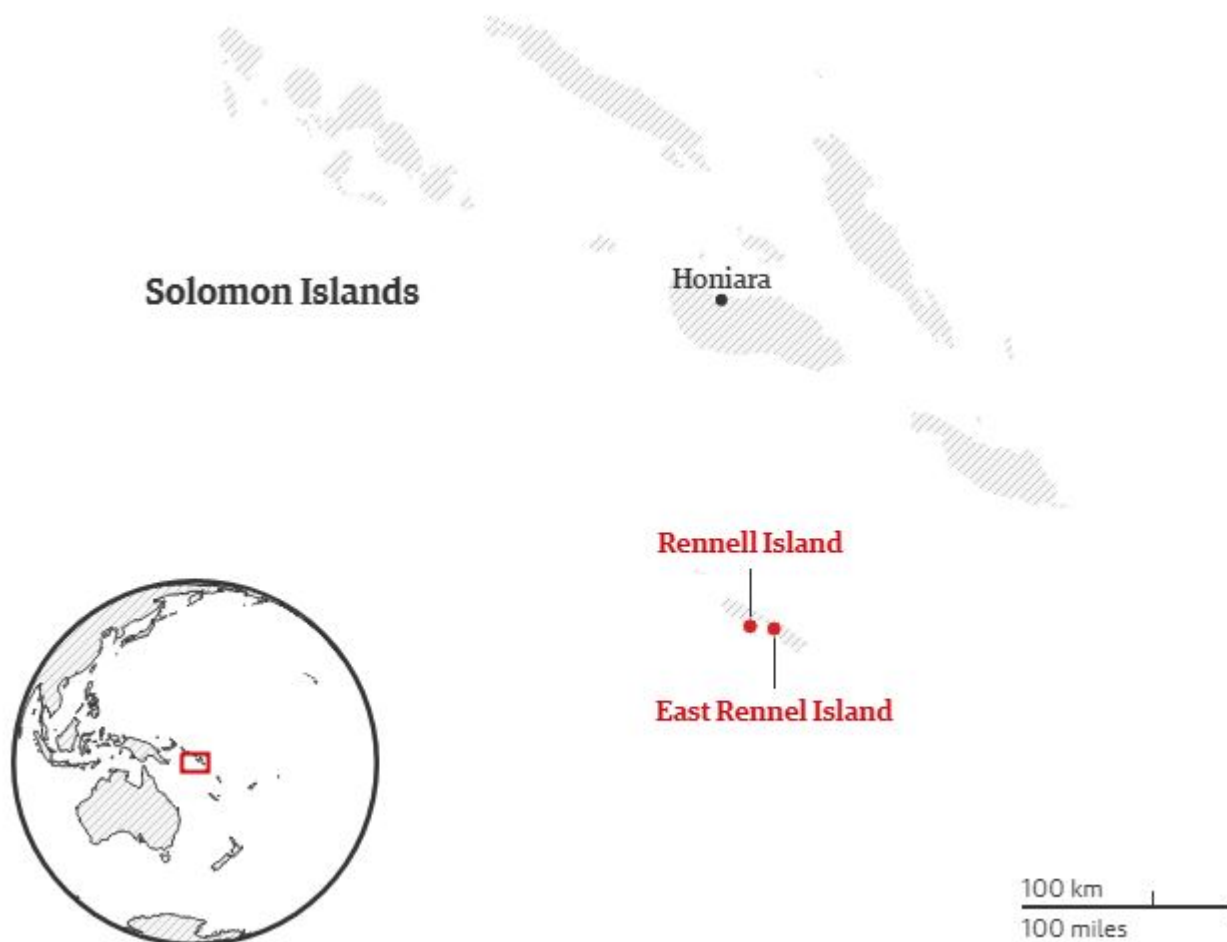 Honiara
Solomon Islands
Rennell Island
East Rennel Island
100 km
100 miles